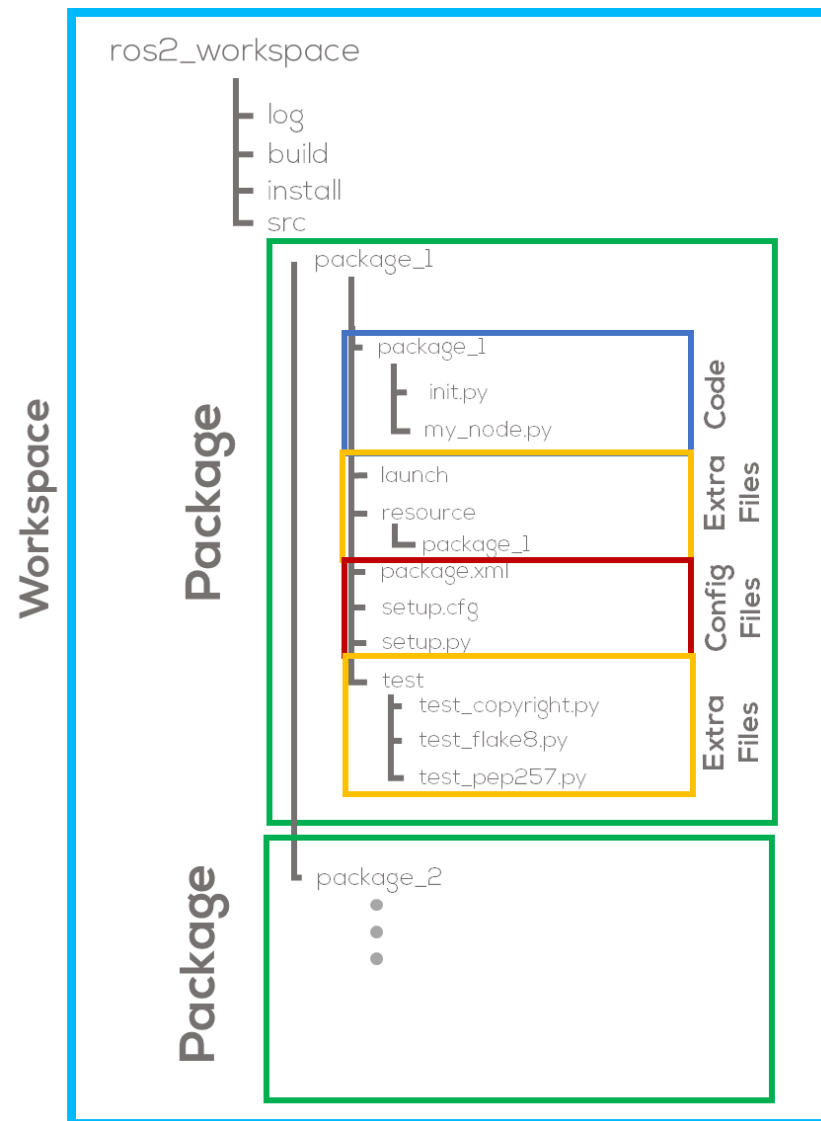 ros2_workspace
log
build
install
src
package_1
package_1
init.py
my_node.py
launch
resource
package_1
package.xml
setup.cfg
setup.py
test
test_copyright.py
test_flake8.py
test_pep257.py
package_2
Workspace
Package
Package
Code
Extra
Files
Config
Files
Extra
Files